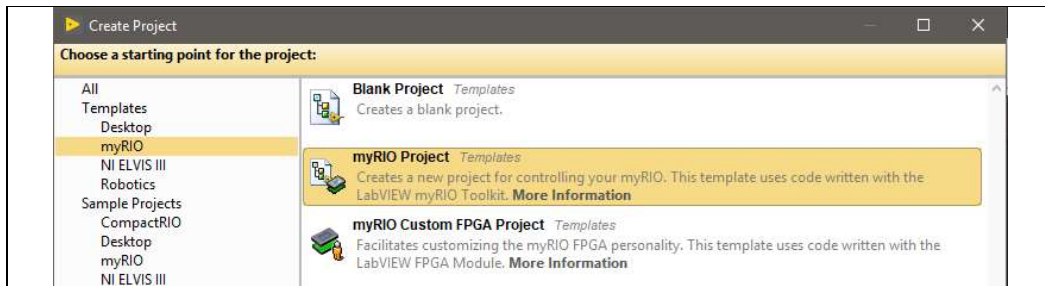 Create Project
Choose a starting point for the project:
All
Templates
Desktop
myRIO
NI ELVIS III
Robotics
Sample Projects
CompactRIO
Desktop
myRIO
NI ELVIS III
Blank Project Templates
Creates a blank project.
myRIO Project Templates
Creates a new project for controlling your myRIO. This template uses code written with the
LabVIEW myRIO Toolkit. More Information
myRIO Custom FPGA Project Templates
Facilitates customizing the myRIO FPGA personality. This template uses code written with the
LabVIEW FPGA Module. More Information